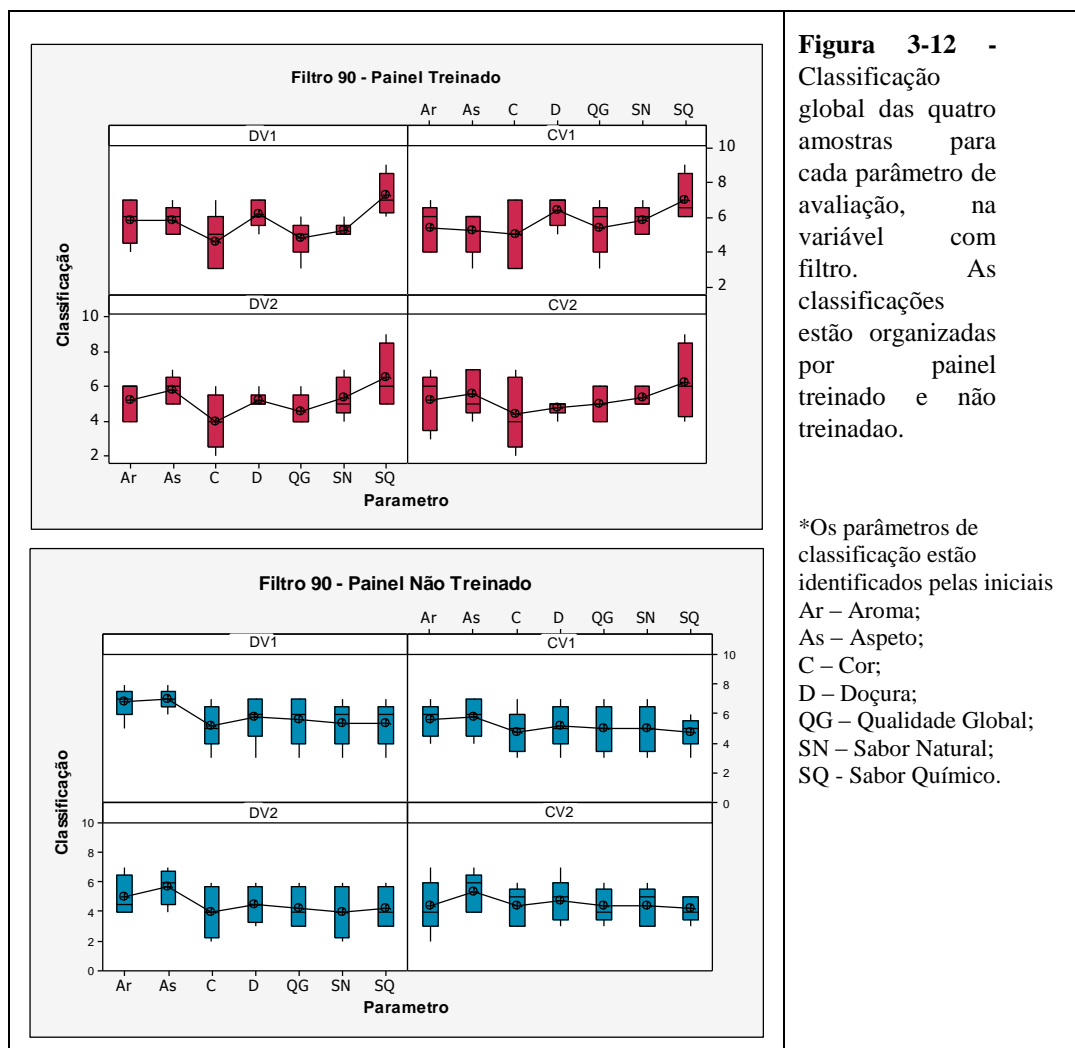 Filtro 90 - Painel Treinado
Ar As C D QG SN SQ
DV1 CV1
10
8
6
4
2
DV2 CV2
10
8
6
4
2
Classificação
Ar As C D QG SN SQ
Parametro
Filtro 90 - Painel Não Treinado
Ar As C D QG SN SQ
DV1 CV1
10
8
6
4
2
0
DV2 CV2
10
8
6
4
2
0
Classificação
Ar As C D QG SN SQ
Parametro
Figura 3-12 -
Classificação
global das quatro
amostras para
cada parâmetro de
avaliação, na
variável com
filtro. As
classificações
estão organizadas
por painel
treinado e não
treinadao.
*Os parâmetros de
classificação estão
identificados pelas iniciais
Ar – Aroma;
As – Aspeto;
C – Cor;
D – Doçura;
QG – Qualidade Global;
SN – Sabor Natural;
SQ - Sabor Químico.